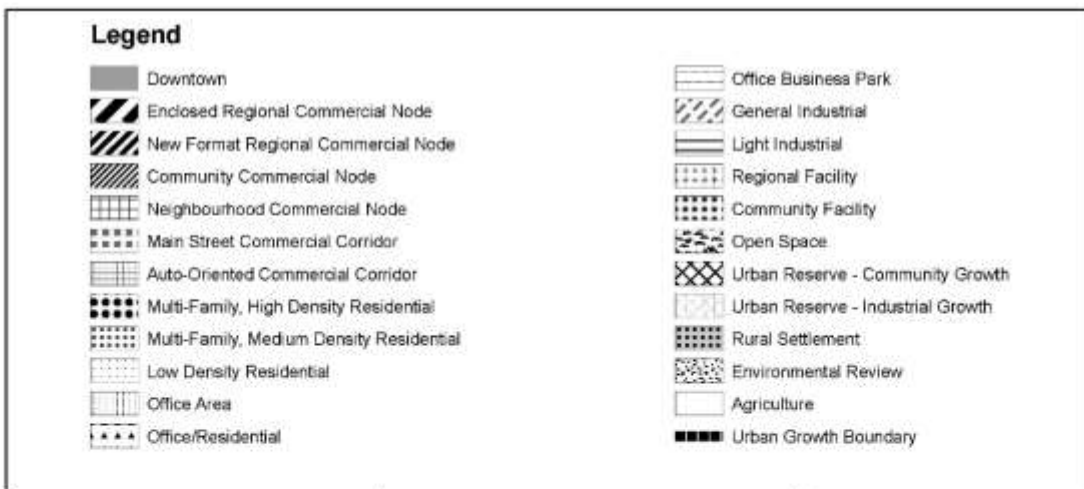 Legend
Downtown
Enclosed Regional Commercial Node
New Format Regional Commercial Node
Community Commercial Node
Neighbourhood Commercial Node
Main Street Commercial Corridor
Auto-Oriented Commercial Corridor
Multi-Family, High Density Residential
Multi-Family, Medium Density Residential
Low Density Residential
Office Area
Office/Residential
Office Business Park
General Industrial
Light Industrial
Regional Facility
Community Facility
Open Space
Urban Reserve - Community Growth
Urban Reserve - Industrial Growth
Rural Settlement
Environmental Review
Agriculture
Urban Growth Boundary